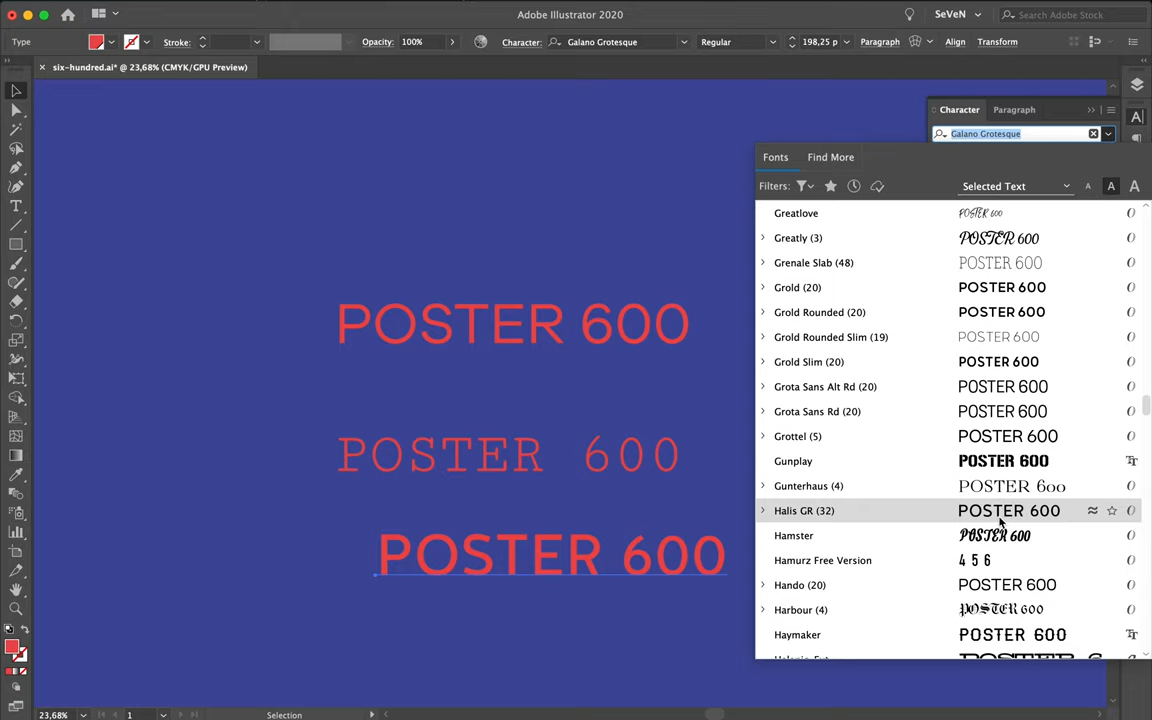 Adobe Illustrator 2020
SeVeN
Search Adobe Stock
Type
Stroke:
Opacity: 100%
Character: Galano Grotesque
Regular
198,25 p
Paragraph
Align
Transform
six-hundred.ai* @ 23,68% (CMYK/GPU Preview)
Character
Paragraph
Galano Grotesque
Fonts
Find More
Filters:
Selected Text
Greatlove POSTER 600
Greatly (3) POSTER 600
Grenale Slab (48) POSTER 600
Grold (20) POSTER 600
Grold Rounded (20) POSTER 600
Grold Rounded Slim (19) POSTER 600
Grold Slim (20) POSTER 600
Grota Sans Alt Rd (20) POSTER 600
Grota Sans Rd (20) POSTER 600
Grottel (5) POSTER 600
Gunplay POSTER 600
Gunterhaus (4) POSTER 600
Halis GR (32) POSTER 600
Hamster POSTER 600
Hamurz Free Version 4 5 6
Hando (20) POSTER 600
Harbour (4) POSTER 600
Haymaker POSTER 600
POSTER 600
POSTER 600
POSTER 600
23,68%
1
Selection